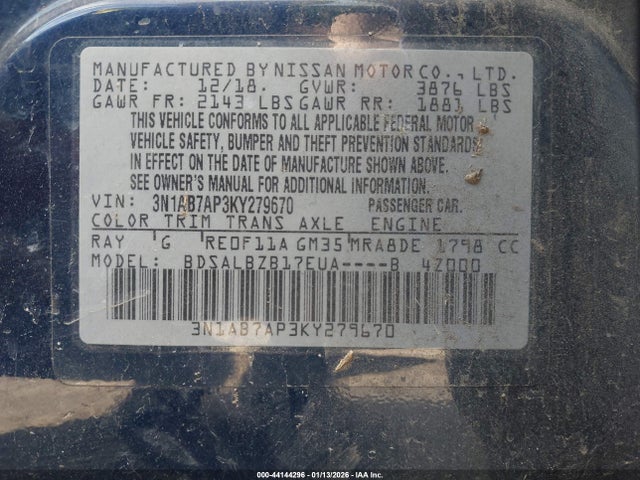 MANUFACTURED BY NISSAN MOTOR CO., LTD.
DATE: 12/18. GVWR: 3876 LBS
GAWR FR: 2143 LBS GAWR RR: 1881 LBS
THIS VEHICLE CONFORMS TO ALL APPLICABLE FEDERAL MOTOR
VEHICLE SAFETY, BUMPER AND THEFT PREVENTION STANDARDS
IN EFFECT ON THE DATE OF MANUFACTURE SHOWN ABOVE.
SEE OWNER'S MANUAL FOR ADDITIONAL INFORMATION.
VIN: 3N1AB7AP3KY279670 PASSENGER CAR.
COLOR TRIM TRANS AXLE ENGINE
RAY G RE0F11A GM35 MRA8DE 1798 CC
MODEL: BDSALBZB17EUA----B 4Z000
3N1AB7AP3KY279670
000-44144296 - 01/13/2026 - IAA Inc.